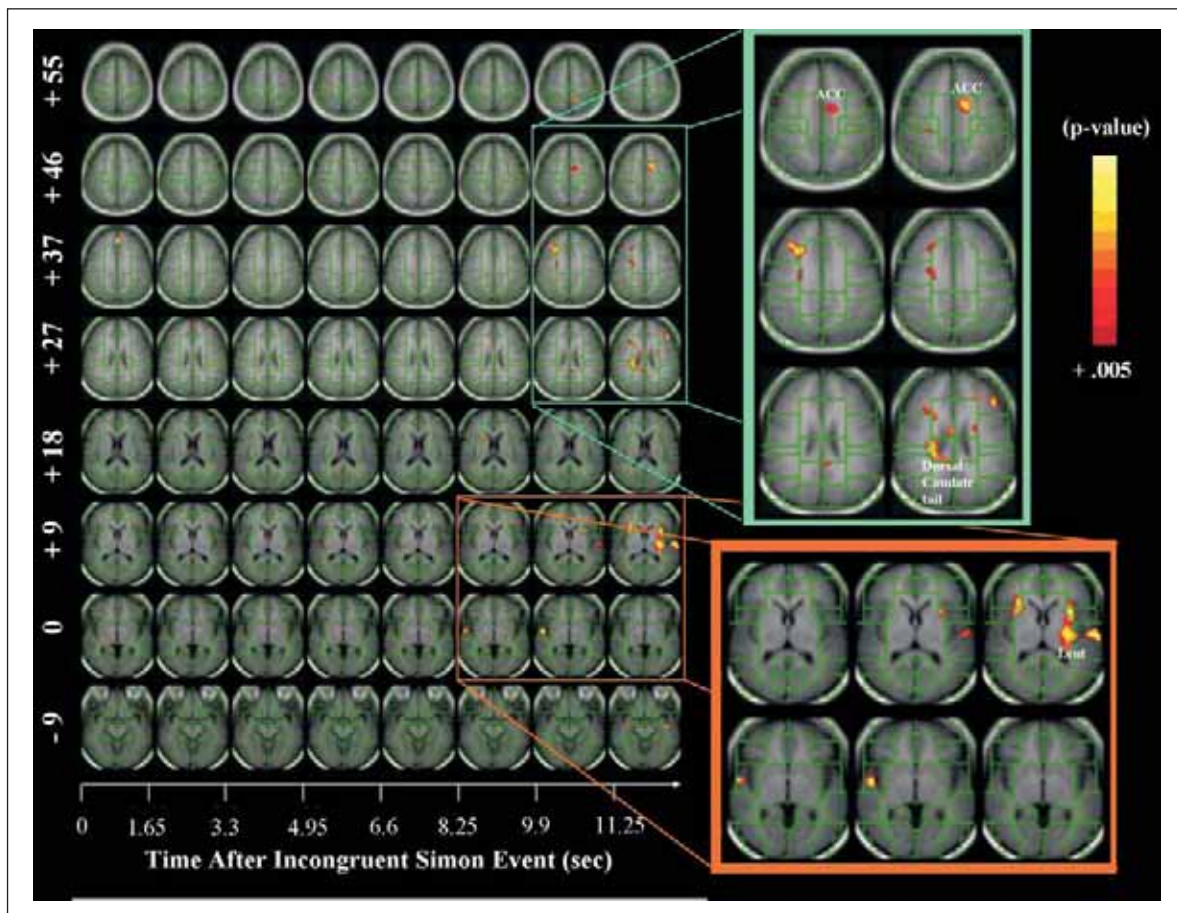 + 55
+ 46
+ 37
+ 27
+ 18
+ 9
0
- 9
0 1.65 3.3 4.95 6.6 8.25 9.9 11.25
Time After Incongruent Simon Event (sec)
ACC ACC
Dorsal
Caudate
tail
(p-value)
+ .005
Lent